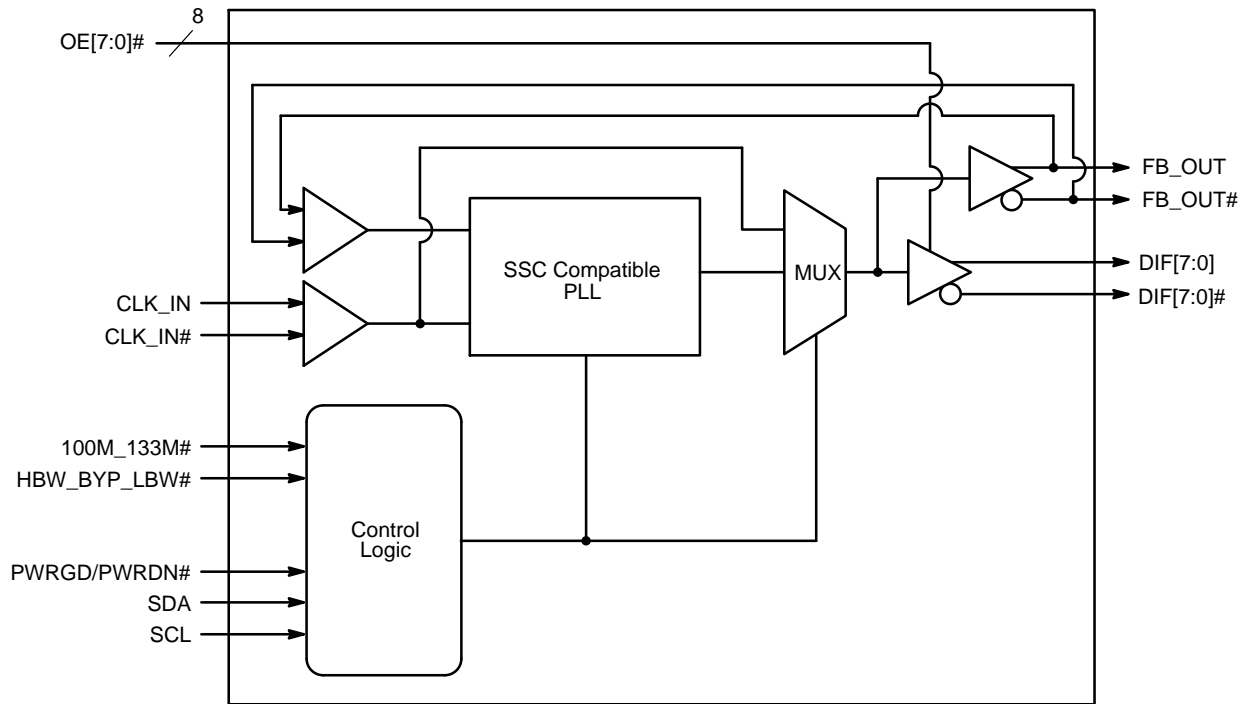 8
OE[7:0]#
FB_OUT
FB_OUT#
SSC Compatible
PLL
MUX
DIF[7:0]
DIF[7:0]#
CLK_IN
CLK_IN#
100M_133M#
HBW_BYP_LBW#
Control
Logic
PWRGD/PWRDN#
SDA
SCL